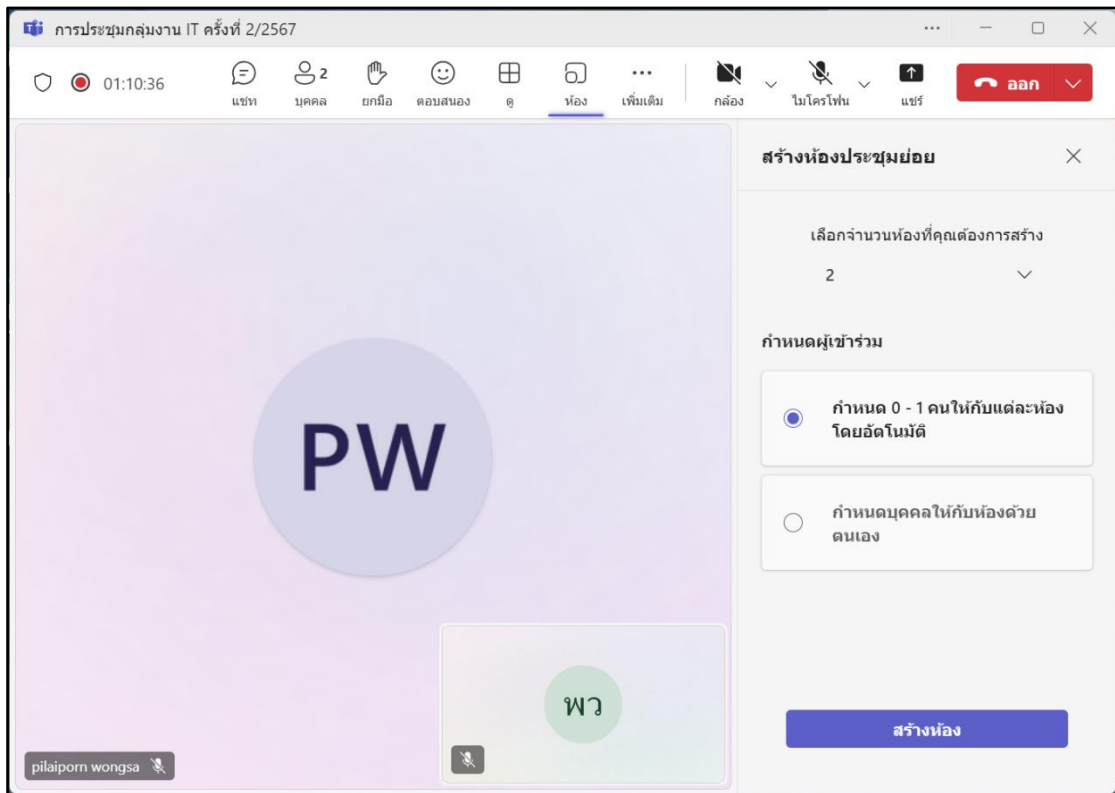 การประชุมกลุ่มงาน IT ครั้งที่ 2/2567
01:10:36
แชท
บุคคล 2
ยกมือ
ตอบสนอง
ดู
ห้อง
เพิ่มเติม
กล้อง
ไมโครโฟน
แชร์
ออก
สร้างห้องประชุมย่อย
เลือกจำนวนห้องที่คุณต้องการสร้าง
2
กำหนดผู้เข้าร่วม
กำหนด 0 - 1 คนให้กับแต่ละห้อง
โดยอัตโนมัติ
กำหนดบุคคลให้กับห้องด้วย
ตนเอง
สร้างห้อง
PW
พว
pilaiporn wongsa